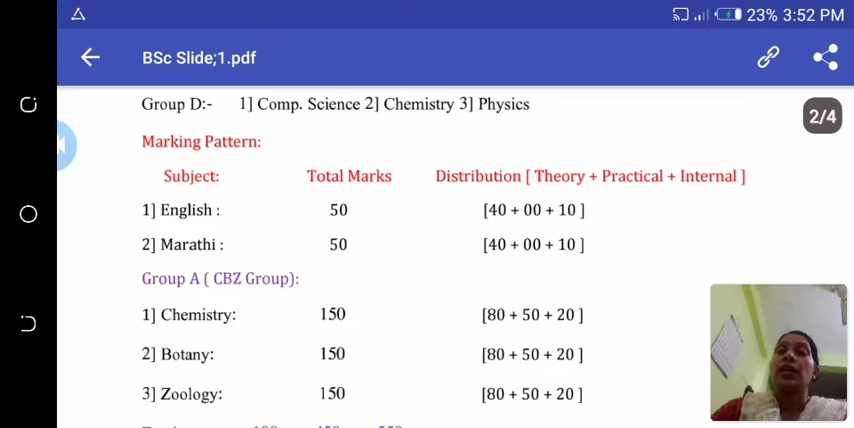 23% 3:52 PM
BSc Slide;1.pdf
Group D:- 1] Comp. Science 2] Chemistry 3] Physics
2/4
Marking Pattern:
Subject: Total Marks Distribution [ Theory + Practical + Internal ]
1] English : 50 [40 + 00 + 10 ]
2] Marathi : 50 [40 + 00 + 10 ]
Group A ( CBZ Group):
1] Chemistry: 150 [80 + 50 + 20 ]
2] Botany: 150 [80 + 50 + 20 ]
3] Zoology: 150 [80 + 50 + 20 ]